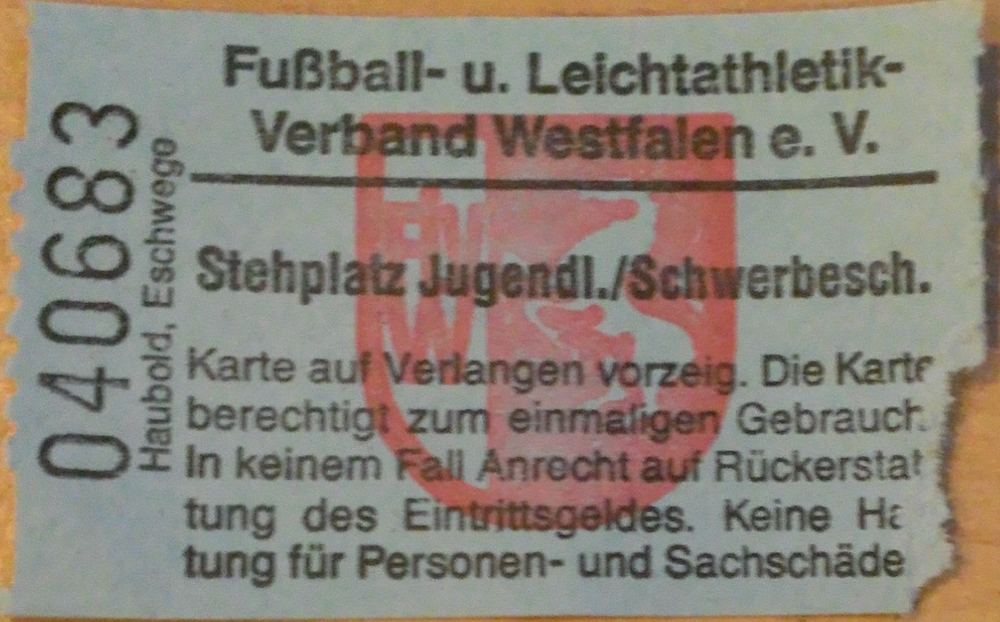 Fußball- u. Leichtathletik-
Verband Westfalen e. V.
Stehplatz Jugendl./Schwerbesch.
Karte auf Verlangen vorzeig. Die Karte
berechtigt zum einmaligen Gebrauch.
In keinem Fall Anrecht auf Rückerstat
tung des Eintrittsgeldes. Keine Ha
tung für Personen- und Sachschäde
040683
Haubold, Eschwege
FLVW